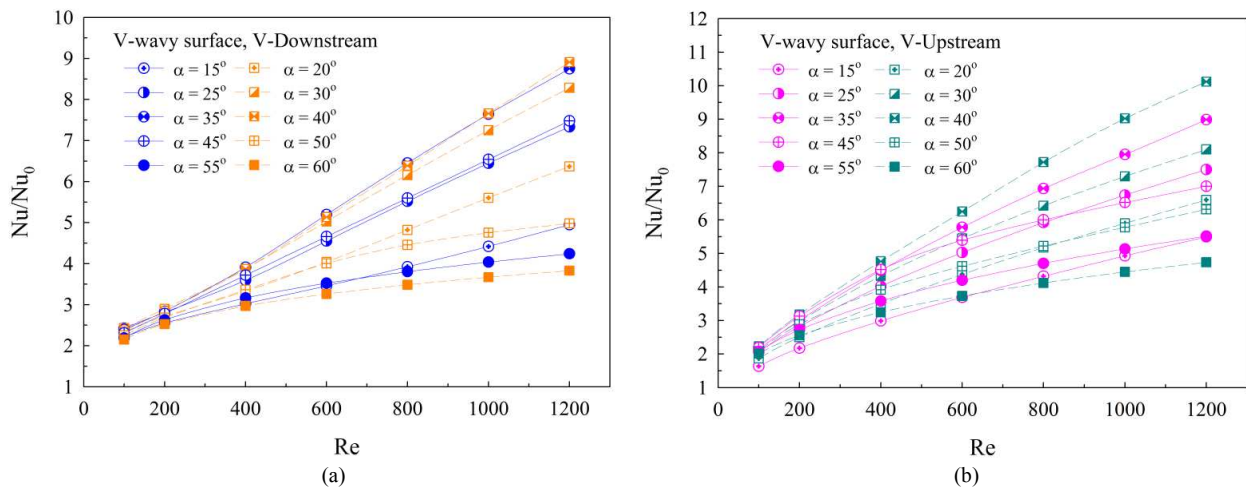 10
9
8
7
6
5
4
3
2
1
Nu/Nu₀
V-wavy surface, V-Downstream
α = 15° α = 20°
α = 25° α = 30°
α = 35° α = 40°
α = 45° α = 50°
α = 55° α = 60°
0 200 400 600 800 1000 1200
Re
(a)
12
11
10
9
8
7
6
5
4
3
2
1
Nu/Nu₀
V-wavy surface, V-Upstream
α = 15° α = 20°
α = 25° α = 30°
α = 35° α = 40°
α = 45° α = 50°
α = 55° α = 60°
0 200 400 600 800 1000 1200
Re
(b)